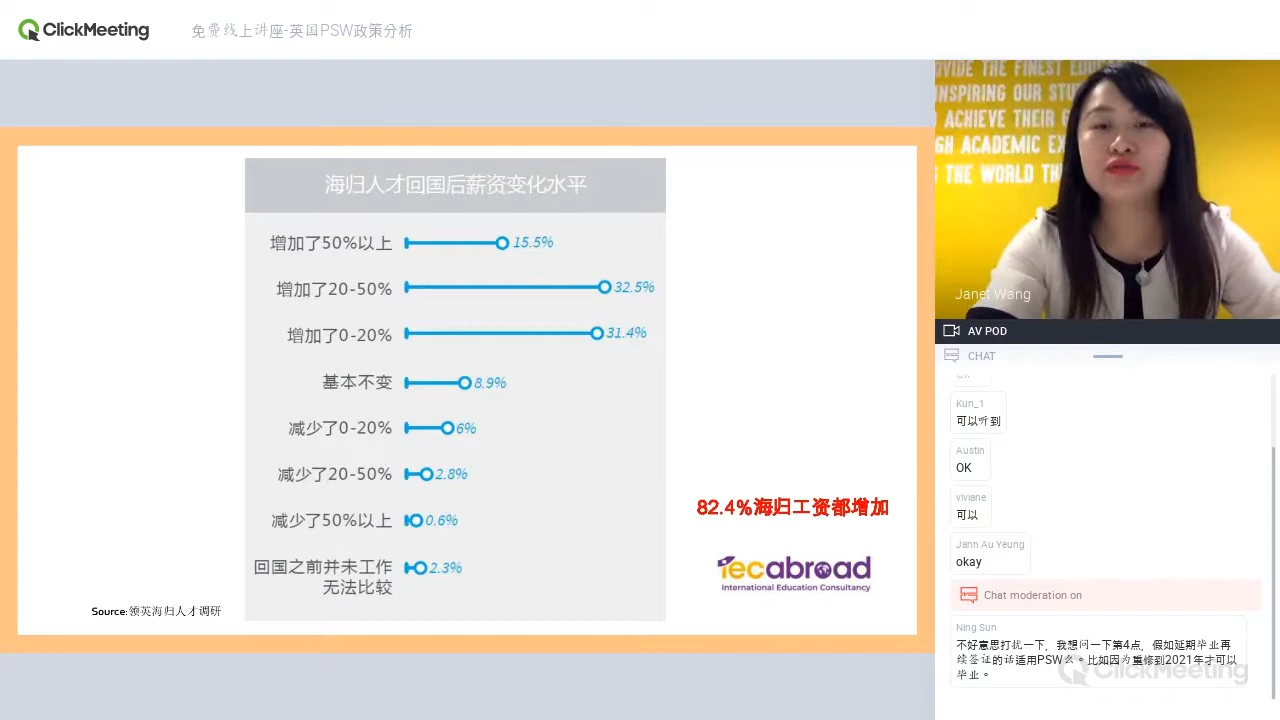 ClickMeeting
免费线上讲座-英国PSW政策分析
海归人才回国后薪资变化水平
增加了50%以上 15.5%
增加了20-50% 32.5%
增加了0-20% 31.4%
基本不变 8.9%
减少了0-20% 6%
减少了20-50% 2.8%
减少了50%以上 0.6%
回国之前并未工作 2.3%
无法比较
82.4%海归工资都增加
iecabroad
International Education Consultancy
Source:领英海归人才调研
INSPIRING OUR
ACHIEVE THEIR
ACADEMIC
THE WORLD
Janet Wang
AV POD
CHAT
Kun_1
可以听到
Austin
OK
viviane
可以
Jann Au Yeung
okay
Chat moderation on
Ning Sun
不好意思打扰一下，我想问一下第4点，假如延期毕业再
续签证的话适用PSW么。比如因为重修到2021年才可以
毕业。
ClickMeeting